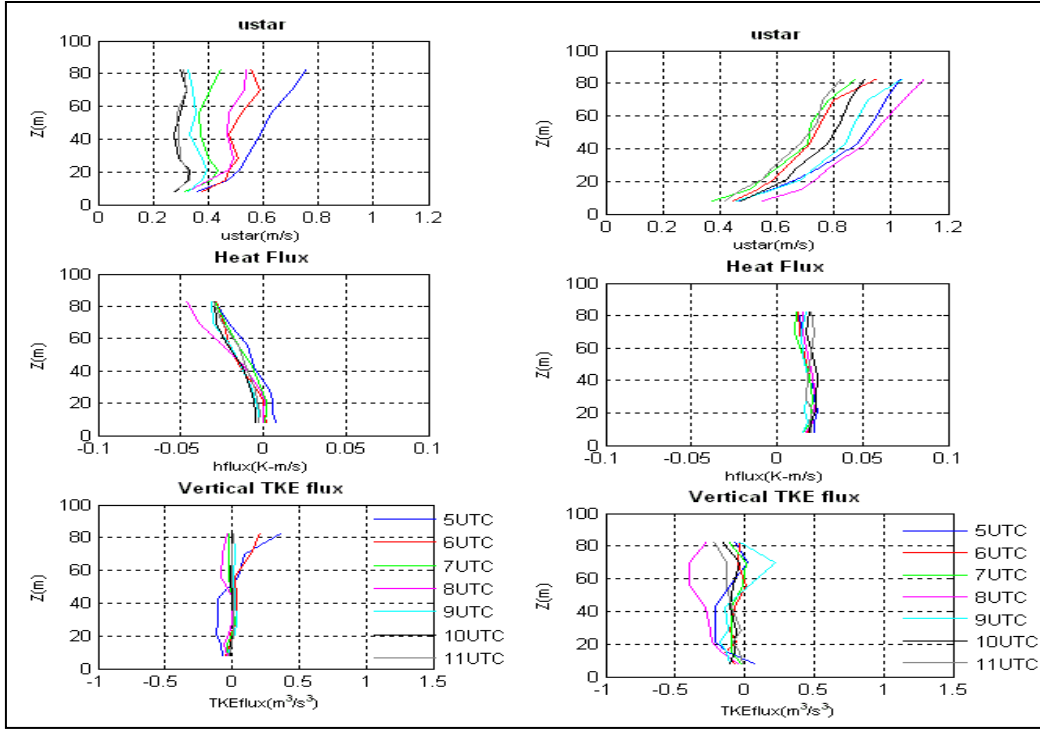 ustar
100
80
60
40
20
0
Z(m)
0 0.2 0.4 0.6 0.8 1 1.2
ustar(m/s)
Heat Flux
100
80
60
40
20
0
Z(m)
-0.1 -0.05 0 0.05 0.1
hflux(K-m/s)
Vertical TKE flux
100
80
60
40
20
0
Z(m)
-1 -0.5 0 0.5 1 1.5
TKEflux(m³/s³)
5UTC
6UTC
7UTC
8UTC
9UTC
10UTC
11UTC
ustar
100
80
60
40
20
0
Z(m)
0 0.2 0.4 0.6 0.8 1 1.2
ustar(m/s)
Heat Flux
100
80
60
40
20
0
Z(m)
-0.1 -0.05 0 0.05 0.1
hflux(K-m/s)
Vertical TKE flux
100
80
60
40
20
0
Z(m)
-1 -0.5 0 0.5 1 1.5
TKEflux(m³/s³)
5UTC
6UTC
7UTC
8UTC
9UTC
10UTC
11UTC